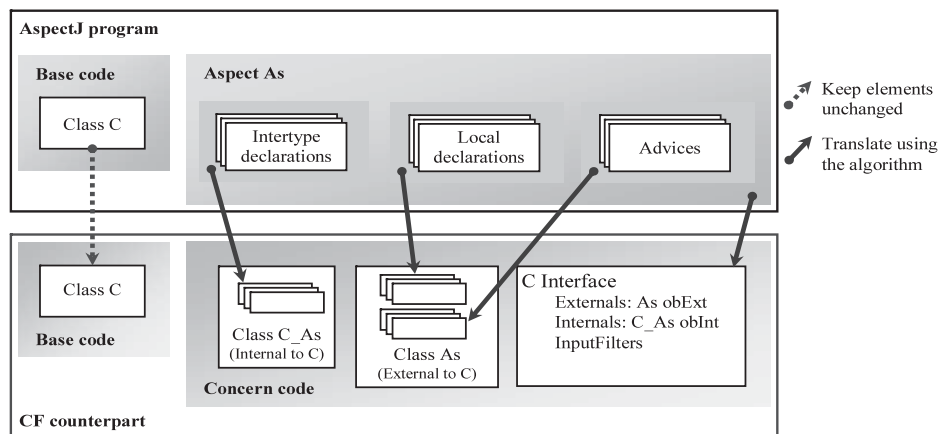 AspectJ program
Base code
Class C
Aspect As
Intertype
declarations
Local
declarations
Advices
Keep elements
unchanged
Translate using
the algorithm
Class C
Base code
Class C_As
(Internal to C)
Class As
(External to C)
C Interface
Externals: As obExt
Internals: C_As obInt
InputFilters
Concern code
CF counterpart